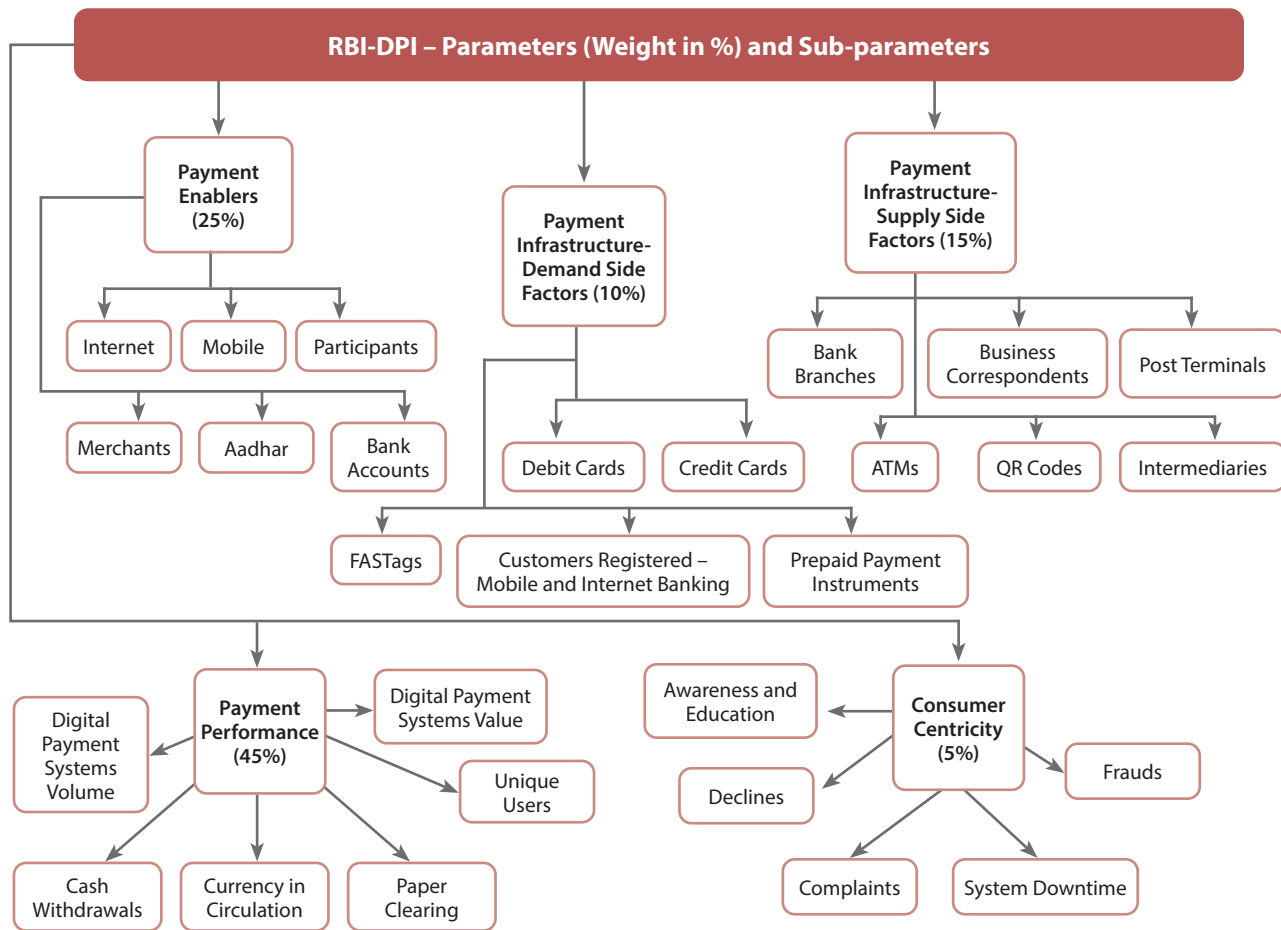 RBI-DPI – Parameters (Weight in %) and Sub-parameters
Payment
Enablers
(25%)
Payment
Infrastructure-
Demand Side
Factors (10%)
Payment
Infrastructure-
Supply Side
Factors (15%)
Internet
Mobile
Participants
Merchants
Aadhar
Bank
Accounts
Debit Cards
Credit Cards
FASTags
Customers Registered –
Mobile and Internet Banking
Prepaid Payment
Instruments
Bank
Branches
Business
Correspondents
Post Terminals
ATMs
QR Codes
Intermediaries
Payment
Performance
(45%)
Digital
Payment
Systems
Volume
Digital Payment
Systems Value
Unique
Users
Cash
Withdrawals
Currency in
Circulation
Paper
Clearing
Consumer
Centricity
(5%)
Awareness and
Education
Declines
Complaints
System Downtime
Frauds